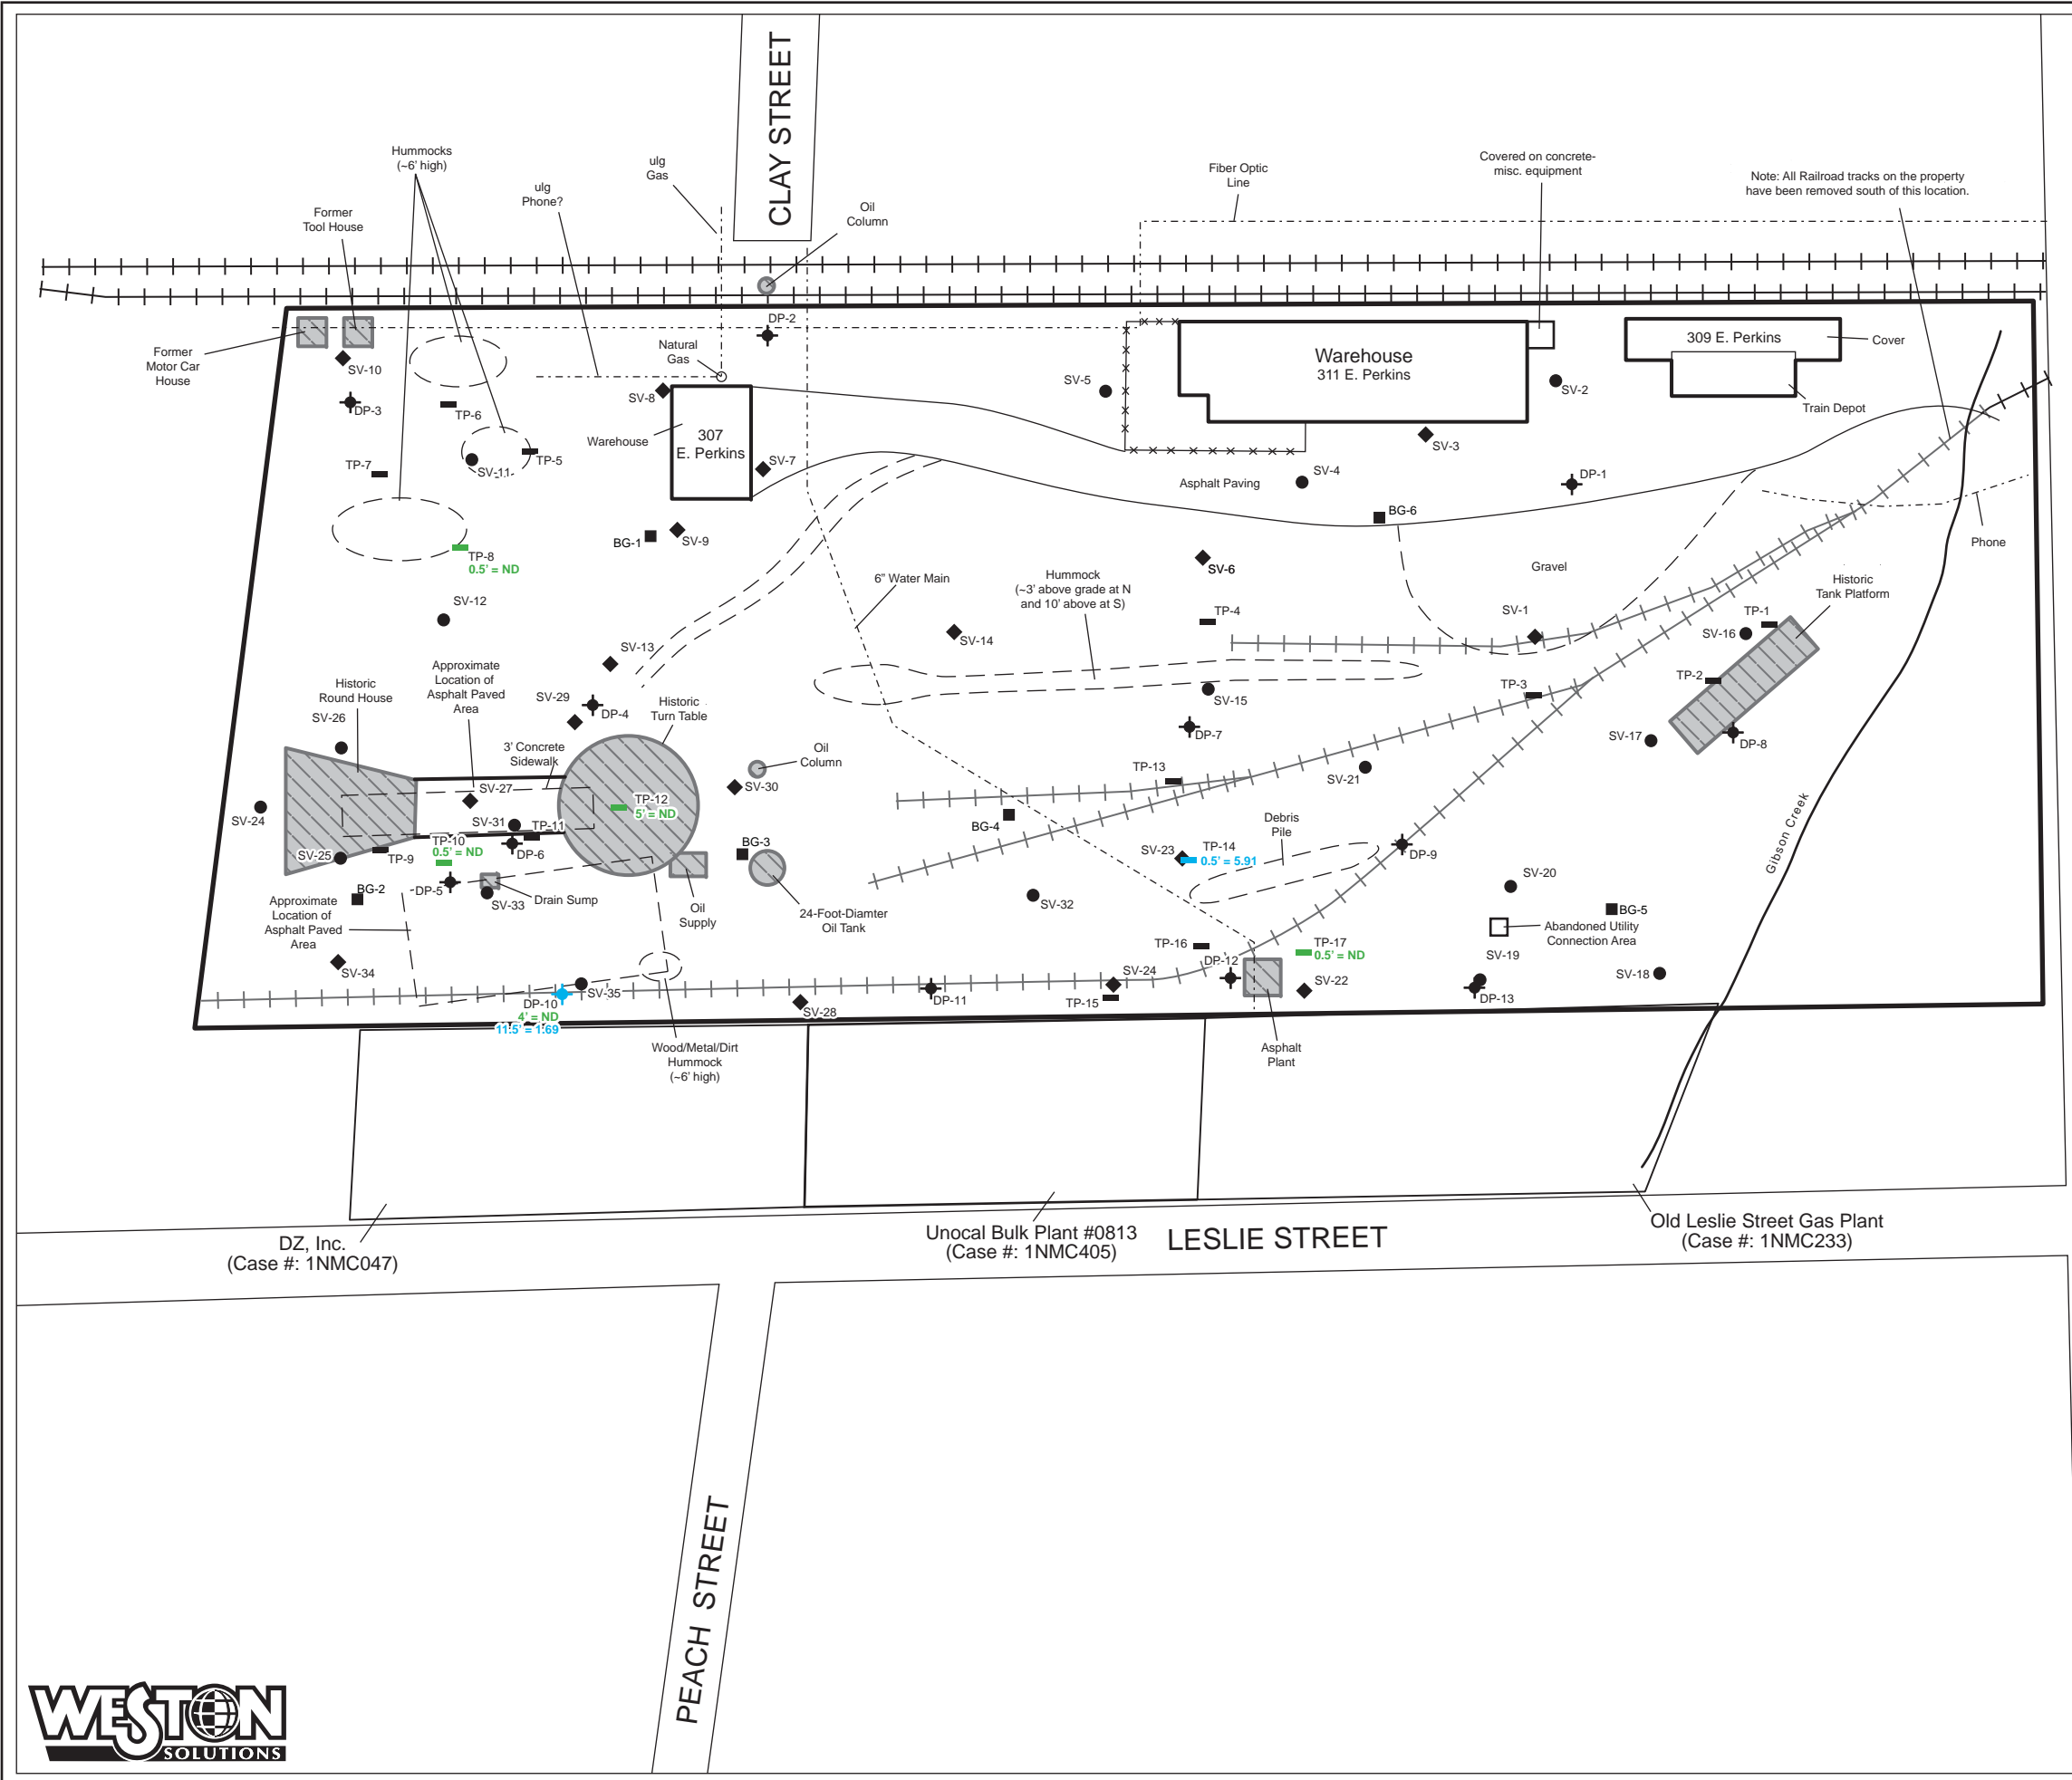 CLAY STREET
Hummocks
(~6' high)
ulg
Gas
ulg
Phone?
Former
Tool House
Oil
Column
Fiber Optic
Line
Covered on concrete-
misc. equipment
Note: All Railroad tracks on the property
have been removed south of this location.
Former
Motor Car
House
SV-10
DP-3
TP-6
TP-7
SV-11
TP-5
Natural
Gas
DP-2
SV-8
Warehouse
307
E. Perkins
SV-7
SV-5
Warehouse
311 E. Perkins
SV-2
309 E. Perkins
Cover
Train Depot
SV-3
SV-4
Asphalt Paving
DP-1
BG-6
Phone
BG-1
SV-9
TP-8
0.5' = ND
SV-12
6" Water Main
Hummock
(~3' above grade at N
and 10' above at S)
SV-6
TP-4
Gravel
SV-1
Historic
Tank Platform
TP-1
SV-16
TP-2
SV-14
SV-13
Approximate
Location of
Asphalt Paved
Area
SV-29
DP-4
Historic
Turn Table
Historic
Round House
SV-26
3' Concrete
Sidewalk
Oil
Column
SV-15
DP-7
TP-3
SV-17
DP-8
TP-13
SV-21
SV-27
SV-30
TP-12
5' = ND
SV-24
SV-31
TP-11
TP-10
0.5' = ND
DP-6
SV-25
TP-9
BG-3
BG-4
Debris
Pile
SV-23
TP-14
0.5' = 5.91
DP-9
Gibson Creek
BG-2
DP-5
SV-33
Drain Sump
Oil
Supply
24-Foot-Diamter
Oil Tank
SV-32
SV-20
BG-5
Abandoned Utility
Connection Area
Approximate
Location of
Asphalt Paved
Area
SV-34
TP-16
TP-17
0.5' = ND
DP-12
SV-22
SV-19
SV-18
DP-13
SV-35
DP-10
4' = ND
11.5' = 1.69
SV-28
DP-11
SV-24
TP-15
Wood/Metal/Dirt
Hummock
(~6' high)
Asphalt
Plant
DZ, Inc.
(Case #: 1NMC047)
Unocal Bulk Plant #0813
(Case #: 1NMC405)
LESLIE STREET
Old Leslie Street Gas Plant
(Case #: 1NMC233)
PEACH STREET
WESTON
SOLUTIONS